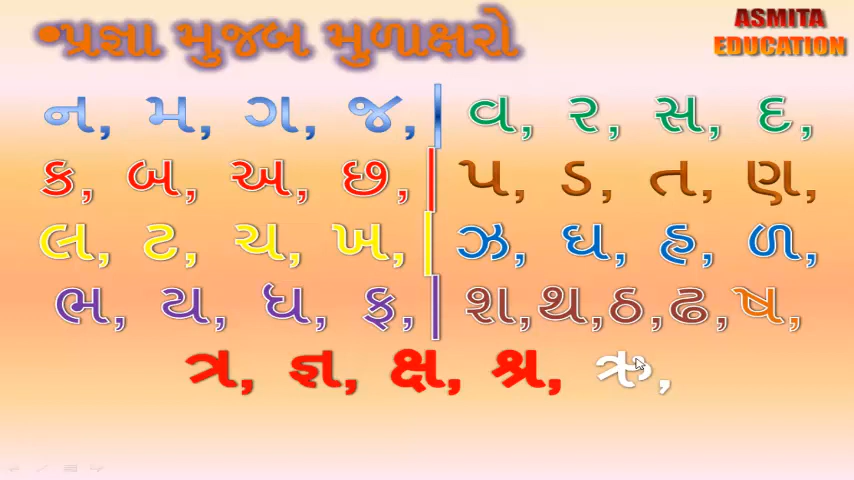 •પ્રજ્ઞા મુજબ મુળાક્ષરો
ASMITA
EDUCATION
ન, મ, ગ, જ, | વ, ર, સ, દ,
ક, બ, અ, છ, | પ, ડ, ત, ણ,
લ, ટ, ચ, ખ, | ઝ, ઘ, હ, ળ,
ભ, ય, ધ, ફ, | શ, થ, ઠ, ઢ, ષ,
ત્ર, જ્ઞ, ક્ષ, શ્ર, ઋ,